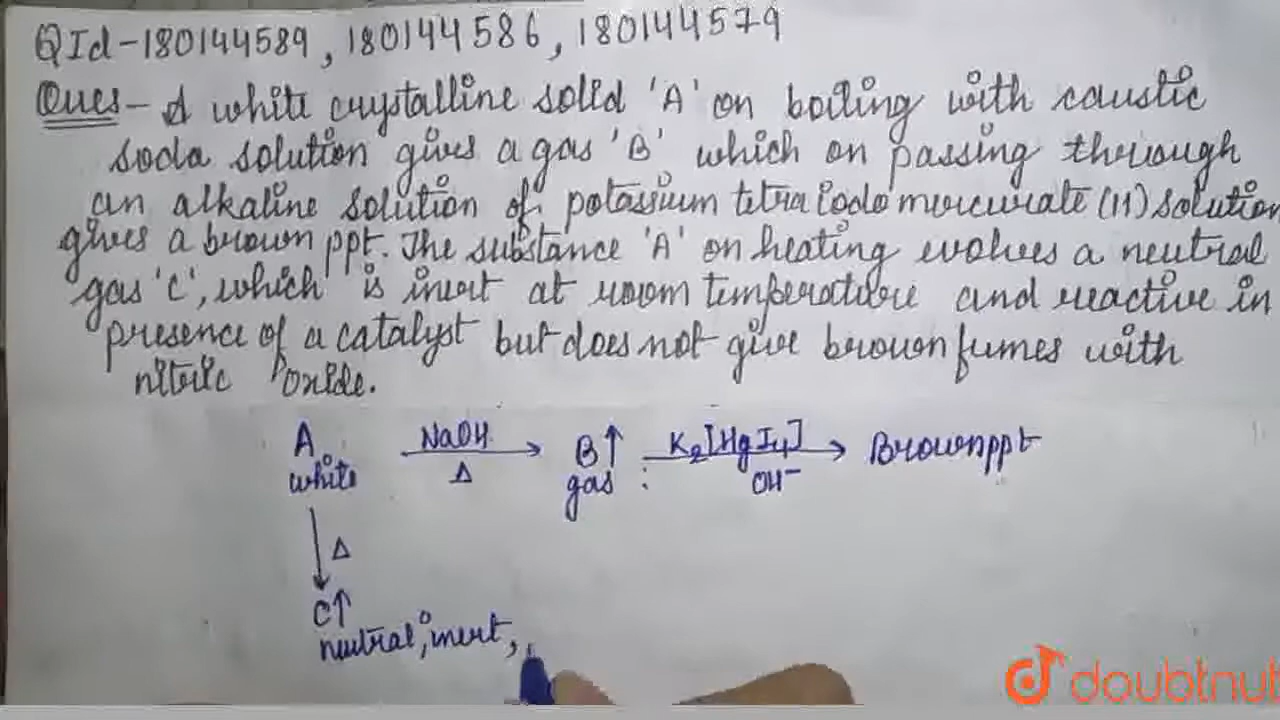 QId-180144589, 180144586, 180144579
Ques - A white crystalline solid 'A' on boiling with caustic
soda solution gives a gas 'B' which on passing through
an alkaline solution of potassium tetraiodomercurate (II) solution
gives a brown ppt. The substance 'A' on heating evolves a neutral
gas 'C', which is inert at room temperature and reactive in
presence of a catalyst but does not give brown fumes with
nitric oxide.
A NaOH B↑ K2[HgI4] Brown ppt
white Δ gas : OH-
Δ
C↑
neutral, inert,
doubtnut